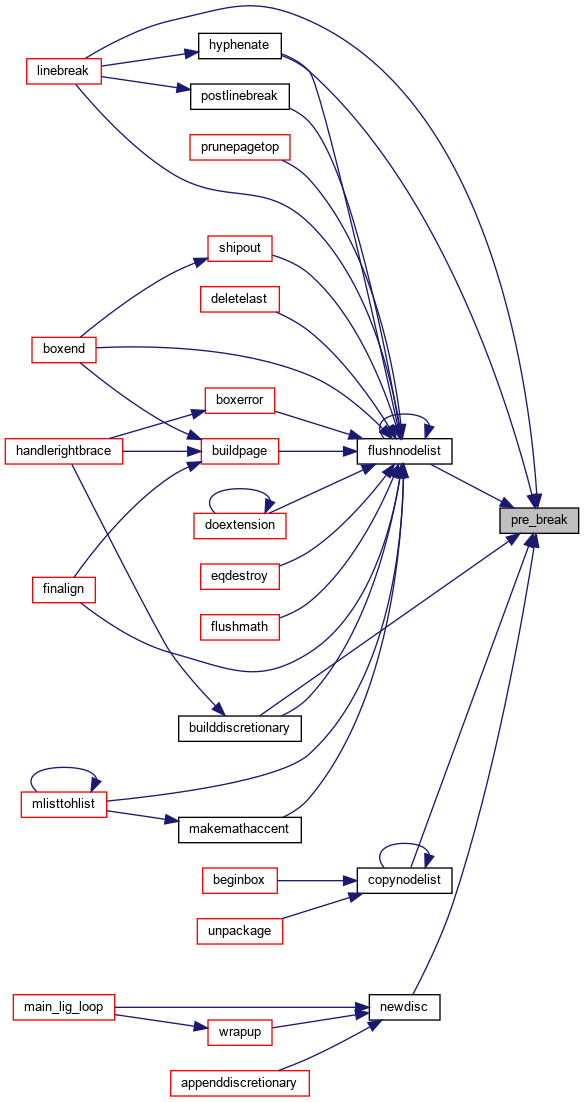 hyphenate
linebreak
postlinebreak
prunepagetop
shipout
deletelast
boxend
boxerror
handlerightbrace
buildpage
flushnodelist
doextension
pre_break
eqdestroy
finalign
flushmath
builddiscretionary
mlisttohlist
makemathaccent
beginbox
copynodelist
unpackage
main_lig_loop
newdisc
wrapup
appenddiscretionary